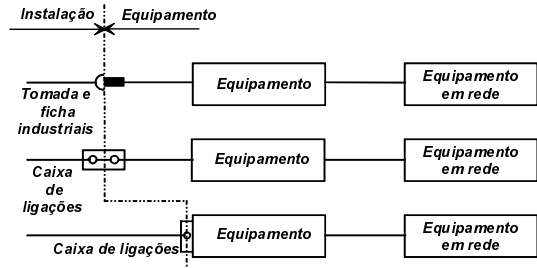 Instalação
Equipamento
Tomada e
ficha
industriais
Equipamento
Equipamento
em rede
Caixa
de
ligações
Equipamento
Equipamento
em rede
Caixa de ligações
Equipamento
Equipamento
em rede